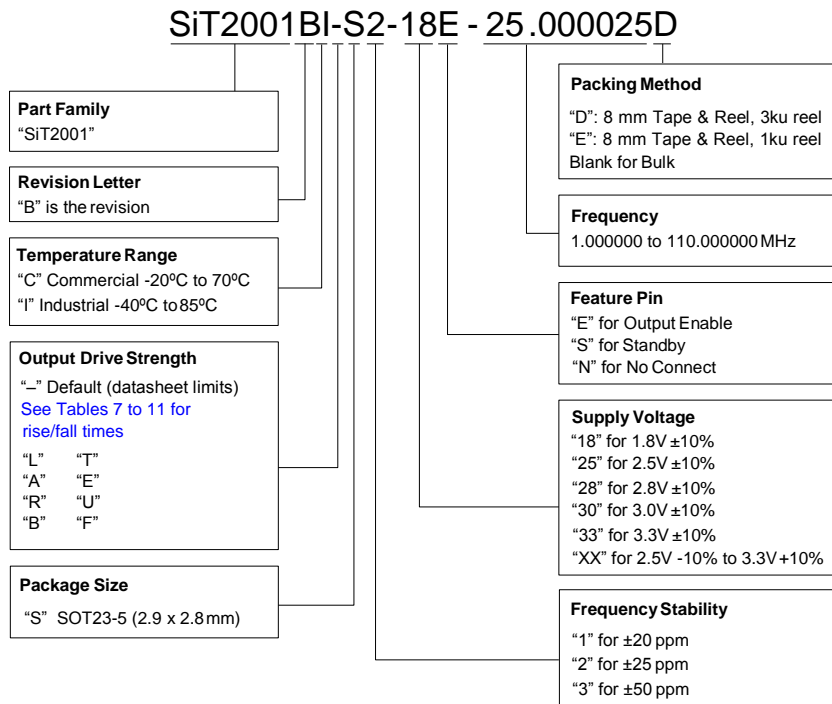 SiT2001BI-S2-18E - 25.000025D
Part Family
“SiT2001”
Revision Letter
“B” is the revision
Temperature Range
“C” Commercial -20ºC to 70ºC
“I” Industrial -40ºC to85ºC
Output Drive Strength
“–” Default (datasheet limits)
See Tables 7 to 11 for
rise/fall times
“L” “T”
“A” “E”
“R” “U”
“B” “F”
Package Size
“S” SOT23-5 (2.9 x 2.8mm)
Packing Method
“D”: 8 mm Tape & Reel, 3ku reel
“E”: 8 mm Tape & Reel, 1ku reel
Blank for Bulk
Frequency
1.000000 to 110.000000MHz
Feature Pin
“E” for Output Enable
“S” for Standby
“N” for No Connect
Supply Voltage
“18” for 1.8V ±10%
“25” for 2.5V ±10%
“28” for 2.8V ±10%
“30” for 3.0V ±10%
“33” for 3.3V ±10%
“XX” for 2.5V -10% to 3.3V+10%
Frequency Stability
“1” for ±20 ppm
“2” for ±25 ppm
“3” for ±50 ppm